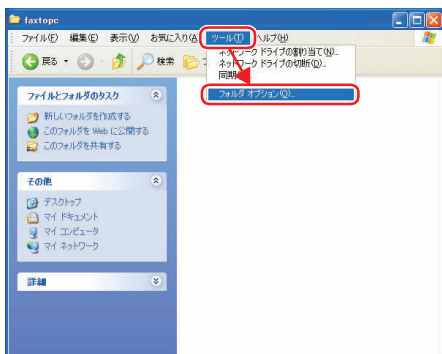 faxtopc
ファイル(F) 編集(E) 表示(V) お気に入り(A) ツール(T) ヘルプ(H)
ネットワーク ドライブの割り当て(N)...
ネットワーク ドライブの切断(D)...
同期
フォルダ オプション(O)...
戻る 検索
ファイルとフォルダのタスク
新しいフォルダを作成する
このフォルダを Web に公開する
このフォルダを共有する
その他
デスクトップ
マイ ドキュメント
マイ コンピュータ
マイ ネットワーク
詳細